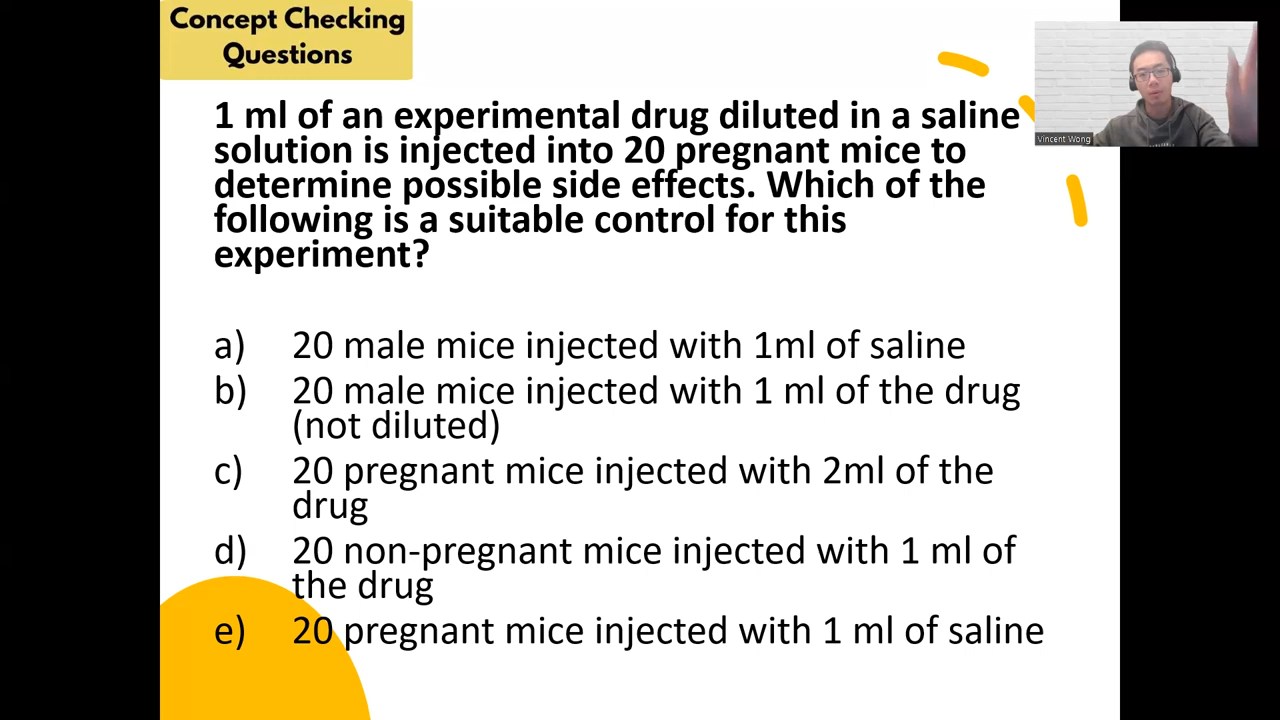 Concept Checking
Questions
1 ml of an experimental drug diluted in a saline
solution is injected into 20 pregnant mice to
determine possible side effects. Which of the
following is a suitable control for this
experiment?
a) 20 male mice injected with 1ml of saline
b) 20 male mice injected with 1 ml of the drug
(not diluted)
c) 20 pregnant mice injected with 2ml of the
drug
d) 20 non-pregnant mice injected with 1 ml of
the drug
e) 20 pregnant mice injected with 1 ml of saline
Vincent Wong